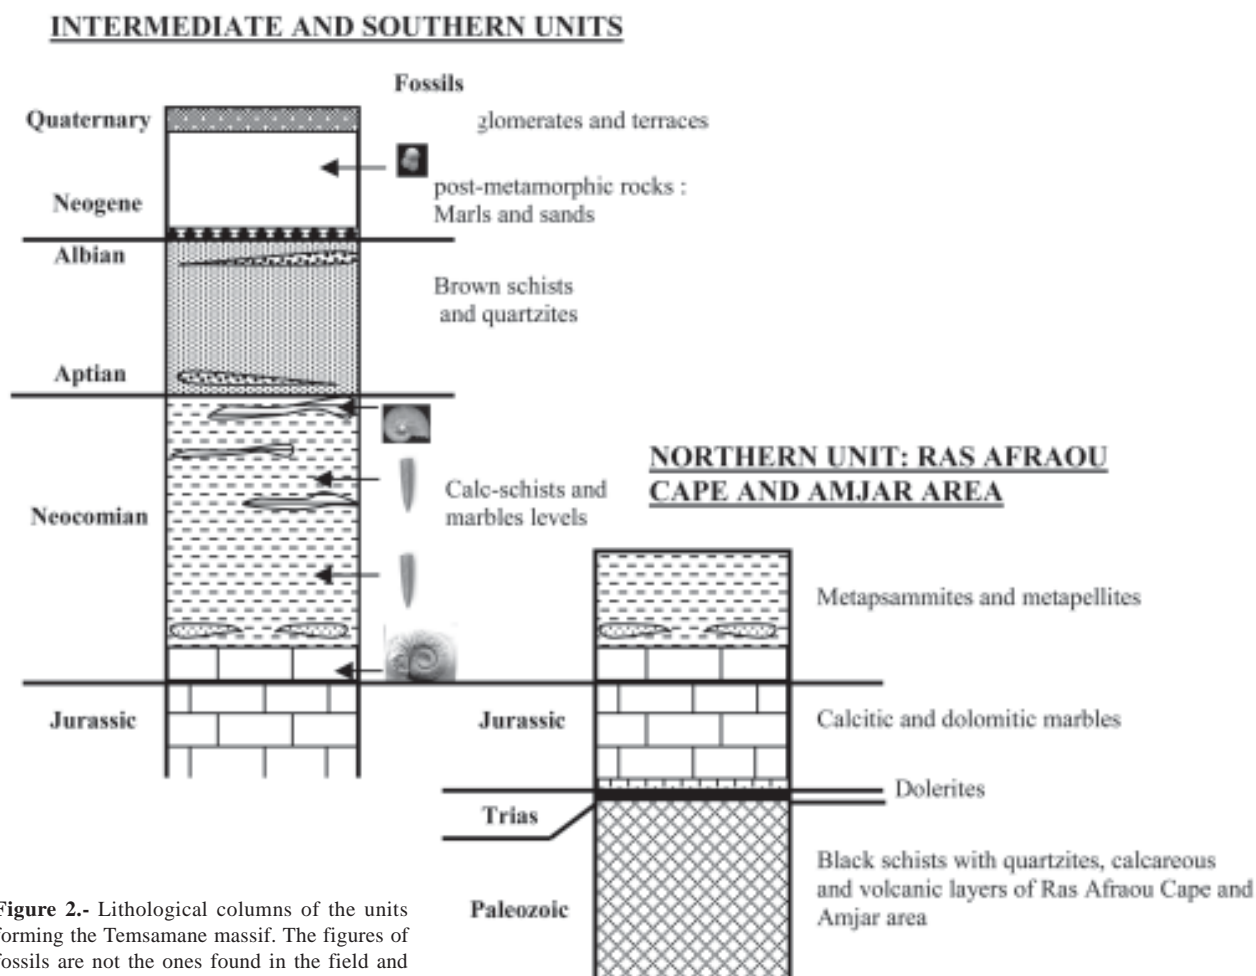 INTERMEDIATE AND SOUTHERN UNITS
Fossils
Quaternary
glomerates and terraces
Neogene
post-metamorphic rocks :
Marls and sands
Albian
Brown schists
and quartzites
Aptian
Neocomian
Calc-schists and
marbles levels
Jurassic
NORTHERN UNIT: RAS AFRAOU
CAPE AND AMJAR AREA
Metapsammites and metapellites
Jurassic
Calcitic and dolomitic marbles
Dolerites
Trias
Paleozoic
Black schists with quartzites, calcareous
and volcanic layers of Ras Afraou Cape and
Amjar area
Figure 2.- Lithological columns of the units
forming the Temsamane massif. The figures of
fossils are not the ones found in the field and